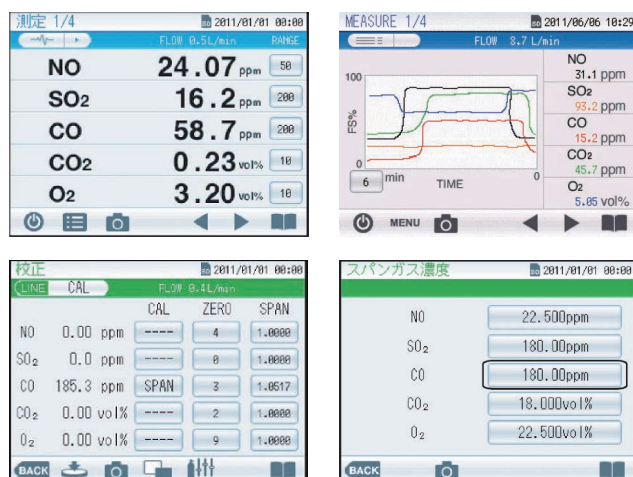 測定 1/4
2011/01/01 00:00
FLOW 0.5L/min
RANGE
NO 24.07 ppm 50
SO2 16.2 ppm 200
CO 58.7 ppm 200
CO2 0.23 vol% 10
O2 3.20 vol% 10
MEASURE 1/4
2011/06/06 10:29
FLOW 8.7 L/min
100
FS%
0
6 min
TIME
0
NO
31.1 ppm
SO2
93.2 ppm
CO
15.2 ppm
CO2
45.7 ppm
O2
5.05 vol%
MENU
校正
2011/01/01 00:00
LINE CAL
FLOW 0.4L/min
CAL ZERO SPAN
NO 0.00 ppm ---- 4 1.0000
SO2 0.0 ppm ---- 0 1.0000
CO 185.3 ppm SPAN 3 1.0517
CO2 0.00 vol% ---- 2 1.0000
O2 0.00 vol% ---- 9 1.0000
BACK
スパンガス濃度
2011/01/01 00:00
NO 22.500ppm
SO2 180.00ppm
CO 180.00ppm
CO2 18.000vol%
O2 22.500vol%
BACK